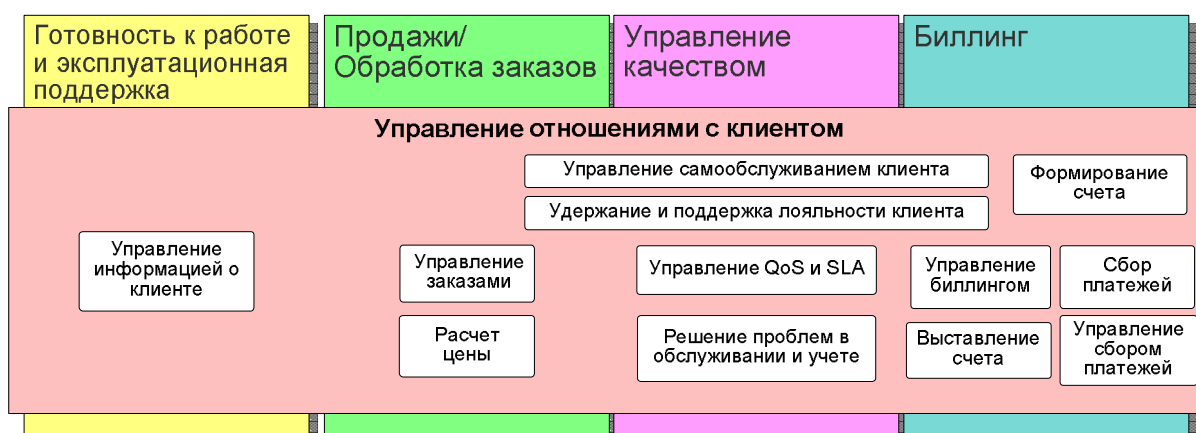 Готовность к работе
и эксплуатационная
поддержка
Продажи/
Обработка заказов
Управление
качеством
Биллинг
Управление отношениями с клиентом
Управление самообслуживанием клиента
Удержание и поддержка лояльности клиента
Формирование
счета
Управление
информацией о
клиенте
Управление
заказами
Управление QoS и SLA
Управление
биллингом
Сбор
платежей
Расчет
цены
Решение проблем в
обслуживании и учете
Выставление
счета
Управление
сбором
платежей